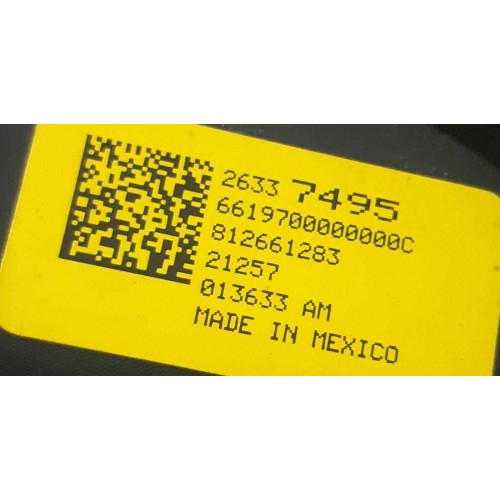 2633 7495
6619700000000C
812661283
21257
013633 AM
MADE IN MEXICO